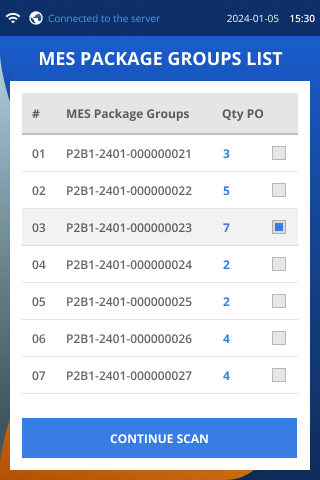 Connected to the server 2024-01-05 15:30
MES PACKAGE GROUPS LIST
# MES Package Groups Qty PO
01 P2B1-2401-000000021 3
02 P2B1-2401-000000022 5
03 P2B1-2401-000000023 7
04 P2B1-2401-000000024 2
05 P2B1-2401-000000025 2
06 P2B1-2401-000000026 4
07 P2B1-2401-000000027 4
CONTINUE SCAN